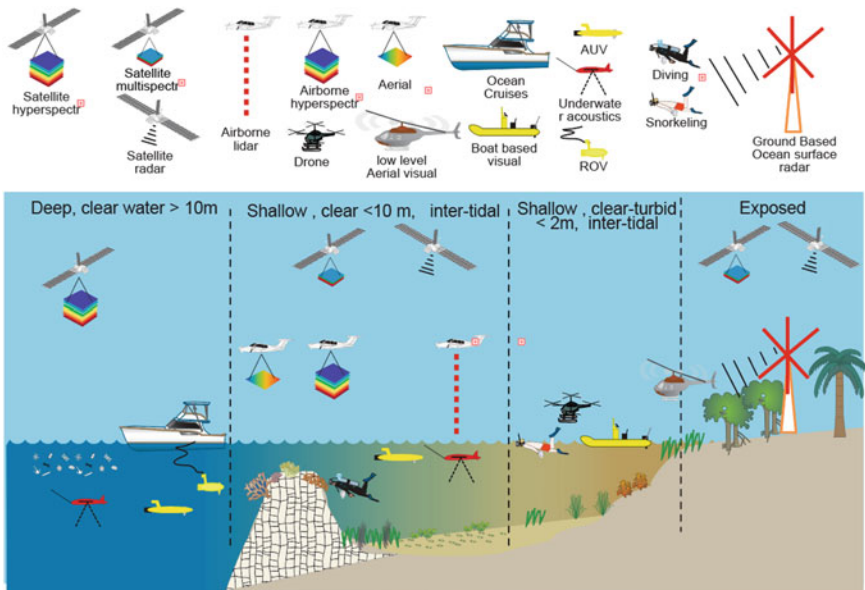 Satellite
hyperspectr
Satellite
multispectr
Satellite
radar
Airborne
lidar
Airborne
hyperspectr
Aerial
Drone
low level
Aerial visual
Ocean
Cruises
Boat based
visual
AUV
Underwate
r acoustics
ROV
Diving
Snorkeling
Ground Based
Ocean surface
radar
Deep, clear water > 10m
Shallow , clear <10 m, inter-tidal
Shallow , clear-turbid
< 2m, inter-tidal
Exposed